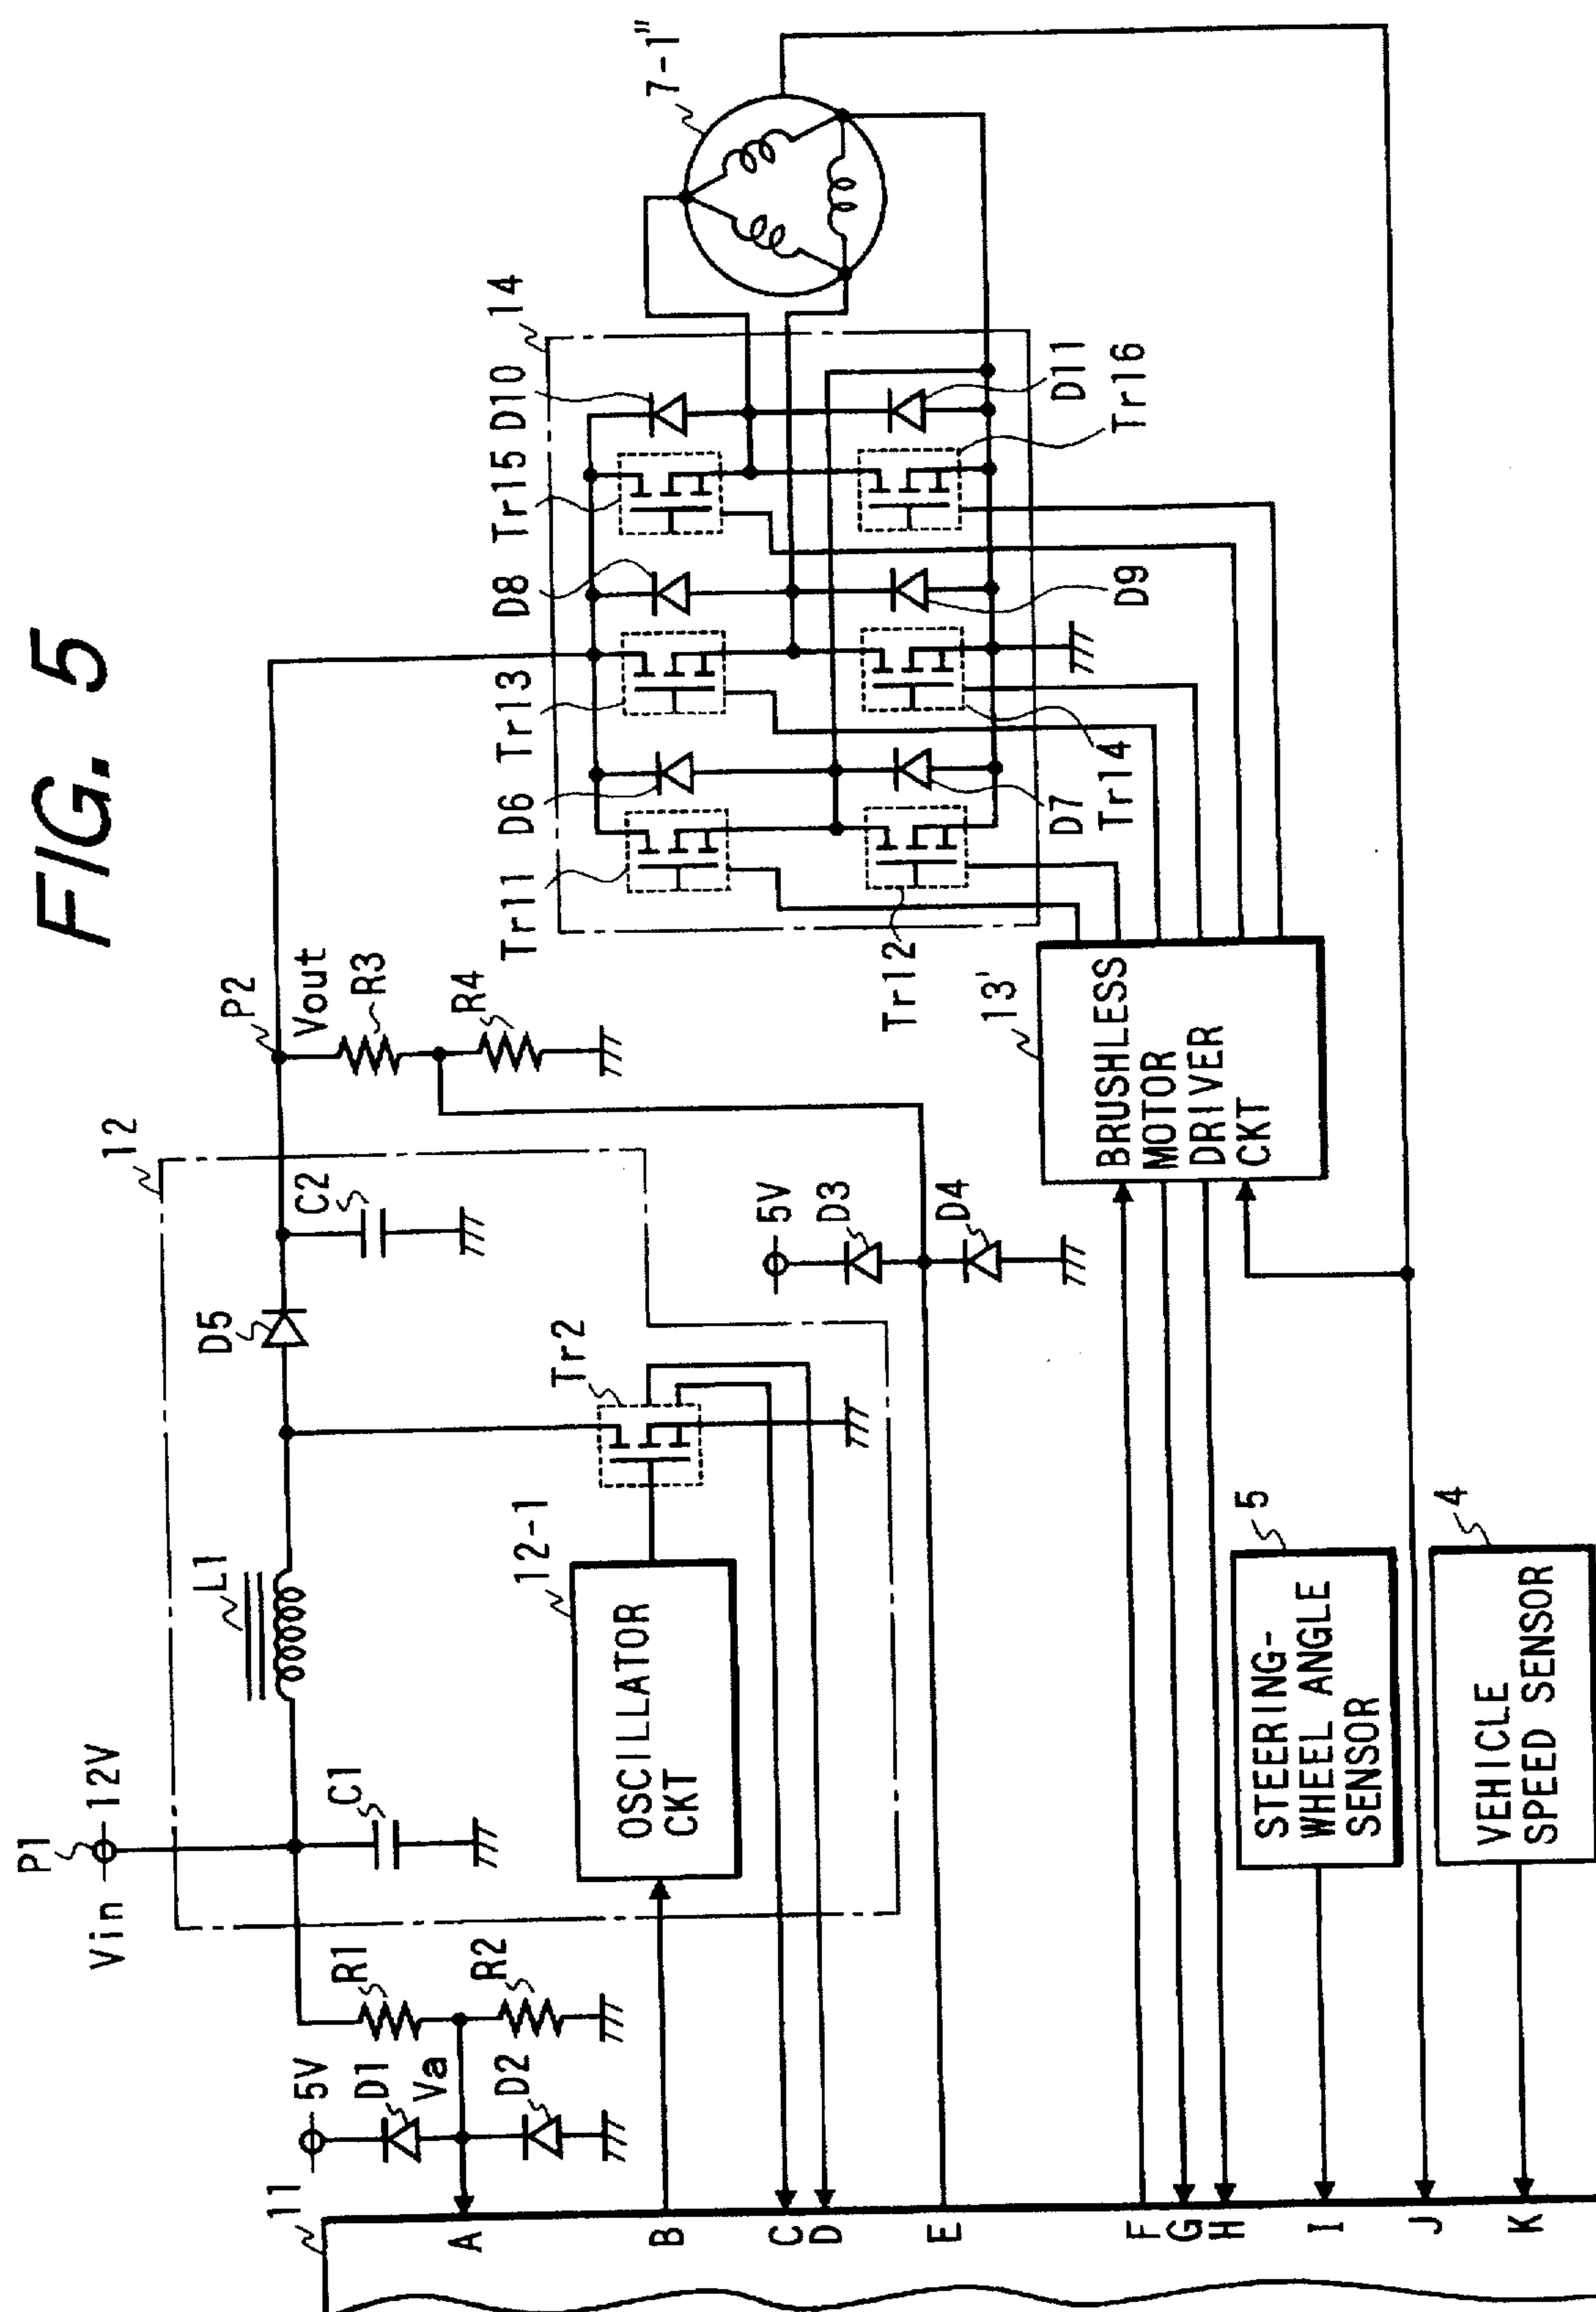 FIG. 5
P1
Vin
12V
L1
D5
12
C1
C2
P2
Vout
R3
R4
R1
R2
5V
D1
Va
D2
11
12-1
OSCILLATOR
CKT
Tr2
5V
D3
D4
14
7-1"
Tr11
D6
Tr13
D8
Tr15
D10
Tr12
D7
Tr14
D9
D11
Tr16
13'
BRUSHLESS
MOTOR
DRIVER
CKT
5
STEERING-
WHEEL ANGLE
SENSOR
4
VEHICLE
SPEED SENSOR
A
B
C
D
E
F
G
H
I
J
K